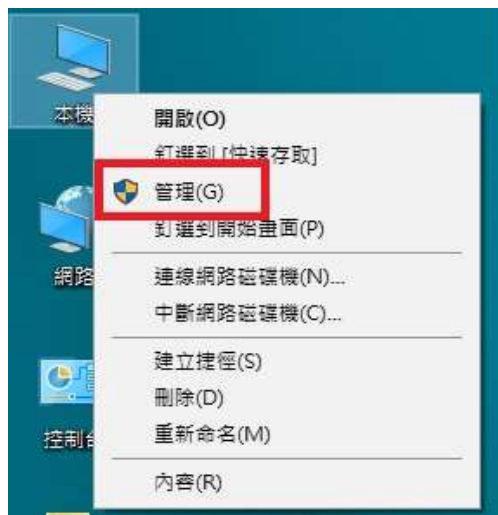 本機
開啟(O)
釘選到 [快速存取]
管理(G)
釘選到開始畫面(P)
網路
連線網路磁碟機(N)...
中斷網路磁碟機(C)...
建立捷徑(S)
刪除(D)
控制台
重新命名(M)
內容(R)